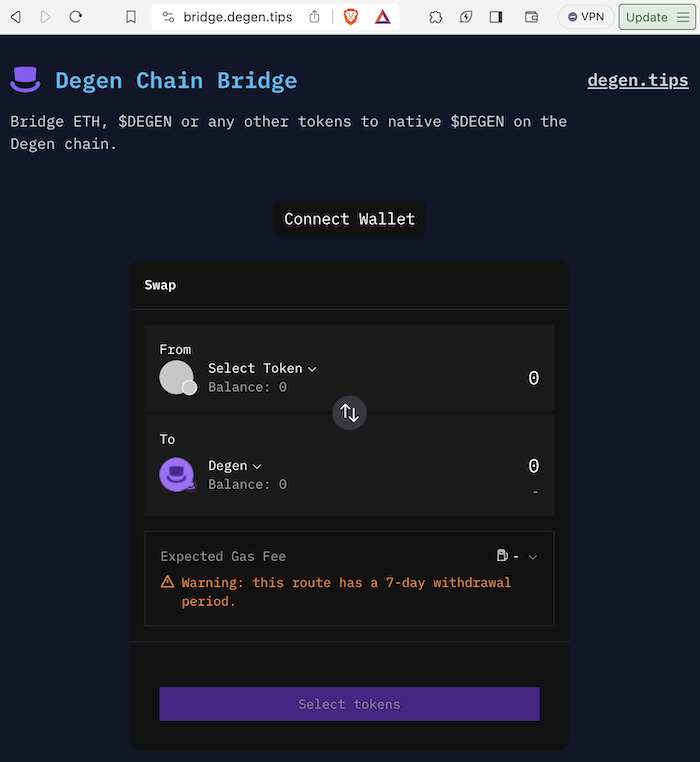 bridge.degen.tips
VPN
Update
Degen Chain Bridge
degen.tips
Bridge ETH, $DEGEN or any other tokens to native $DEGEN on the
Degen chain.
Connect Wallet
Swap
From
Select Token
0
Balance: 0
To
Degen
0
Balance: 0
-
Expected Gas Fee
-
Warning: this route has a 7-day withdrawal
period.
Select tokens